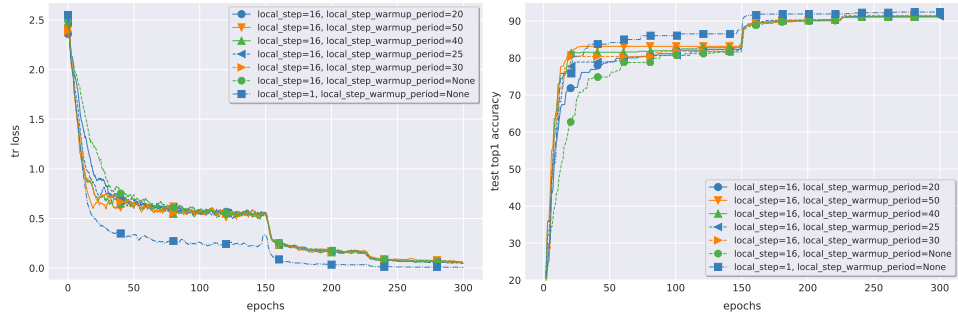 2.5
2.0
1.5
1.0
0.5
0.0
tr loss
0
50
100
150
200
250
300
epochs
local_step=16, local_step_warmup_period=20
local_step=16, local_step_warmup_period=50
local_step=16, local_step_warmup_period=40
local_step=16, local_step_warmup_period=25
local_step=16, local_step_warmup_period=30
local_step=16, local_step_warmup_period=None
local_step=1, local_step_warmup_period=None
90
80
70
60
50
40
30
20
test top1 accuracy
0
50
100
150
200
250
300
epochs
local_step=16, local_step_warmup_period=20
local_step=16, local_step_warmup_period=50
local_step=16, local_step_warmup_period=40
local_step=16, local_step_warmup_period=25
local_step=16, local_step_warmup_period=30
local_step=16, local_step_warmup_period=None
local_step=1, local_step_warmup_period=None